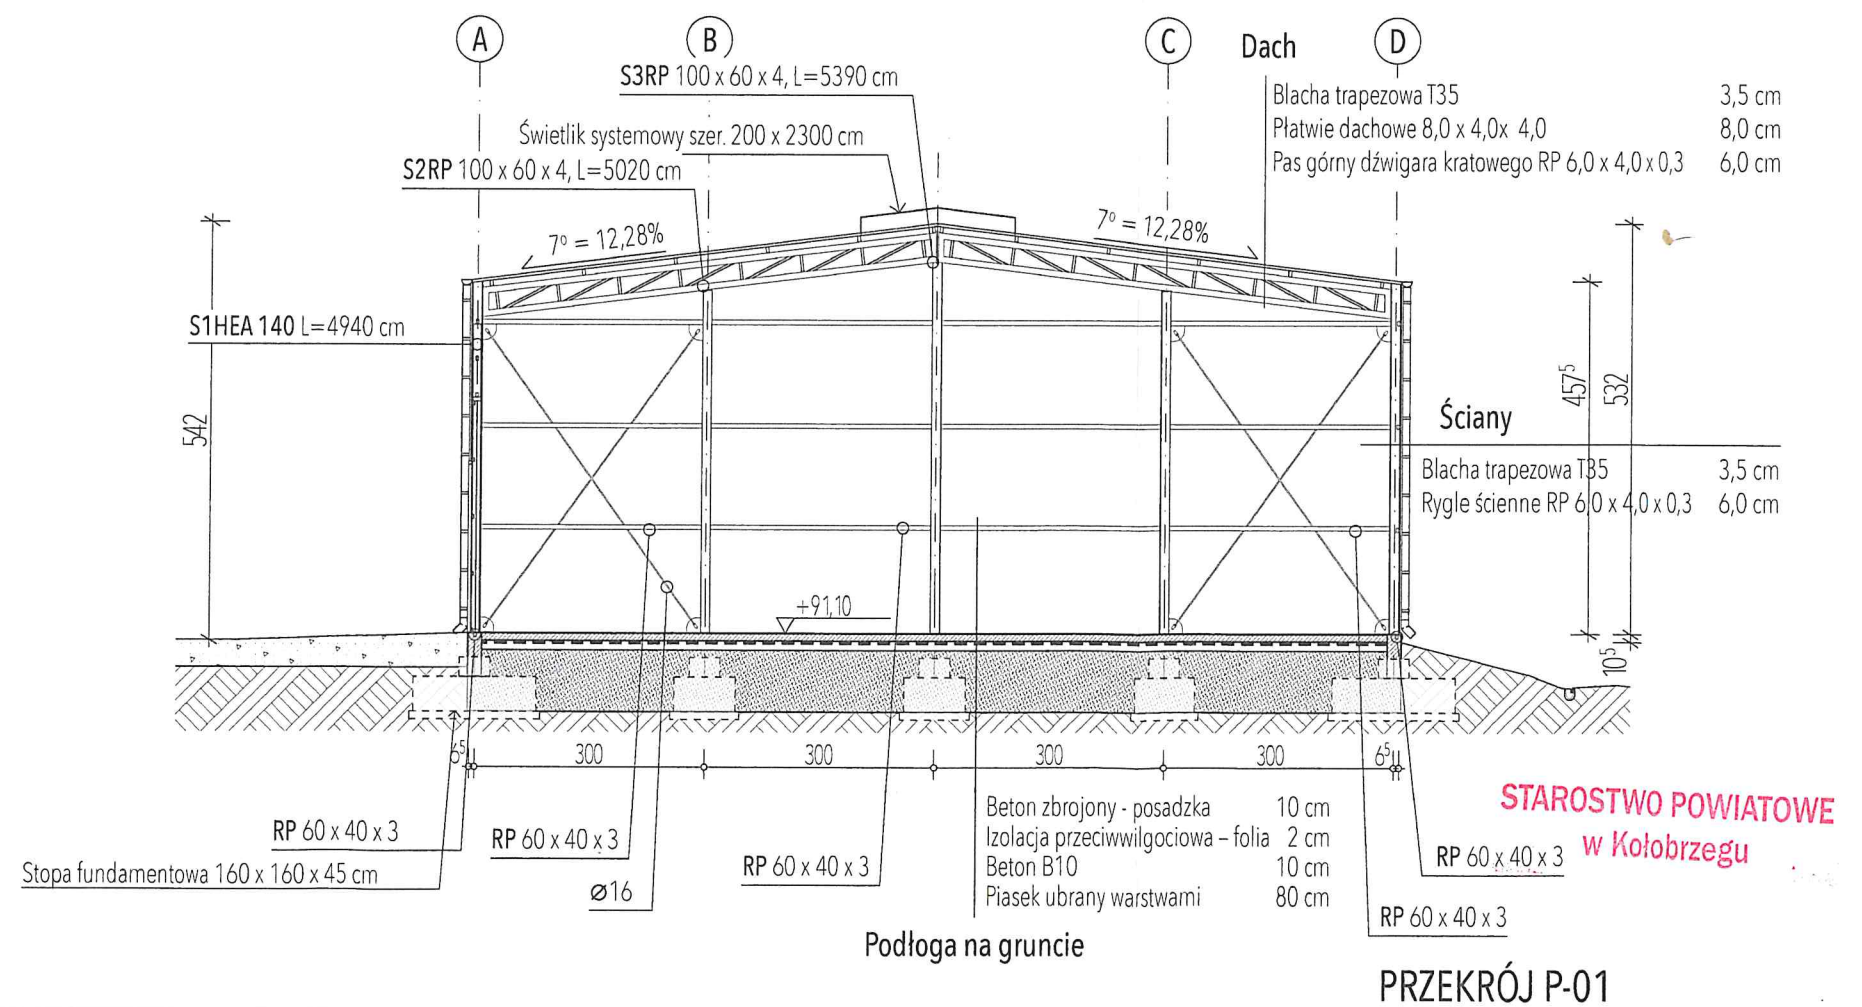 A
B
C
D
Dach
S3RP 100 x 60 x 4, L=5390 cm
Blacha trapezowa T35 3,5 cm
Płatwie dachowe 8,0 x 4,0x 4,0 8,0 cm
Pas górny dźwigara kratowego RP 6,0 x 4,0 x 0,3 6,0 cm
Świetlik systemowy szer. 200 x 2300 cm
S2RP 100 x 60 x 4, L=5020 cm
7⁰ = 12,28%
7⁰ = 12,28%
S1HEA 140 L=4940 cm
542
457⁵
532
Ściany
Blacha trapezowa T35 3,5 cm
Rygle ścienne RP 6,0 x 4,0 x 0,3 6,0 cm
+91,10
10⁵
6⁵
300
300
300
300
6⁵
Beton zbrojony - posadzka 10 cm
Izolacja przeciwwilgociowa – folia 2 cm
Beton B10 10 cm
Piasek ubrany warstwami 80 cm
STAROSTWO POWIATOWE
w Kołobrzegu
RP 60 x 40 x 3
RP 60 x 40 x 3
RP 60 x 40 x 3
RP 60 x 40 x 3
Stopa fundamentowa 160 x 160 x 45 cm
⌀16
RP 60 x 40 x 3
Podłoga na gruncie
PRZEKRÓJ P-01